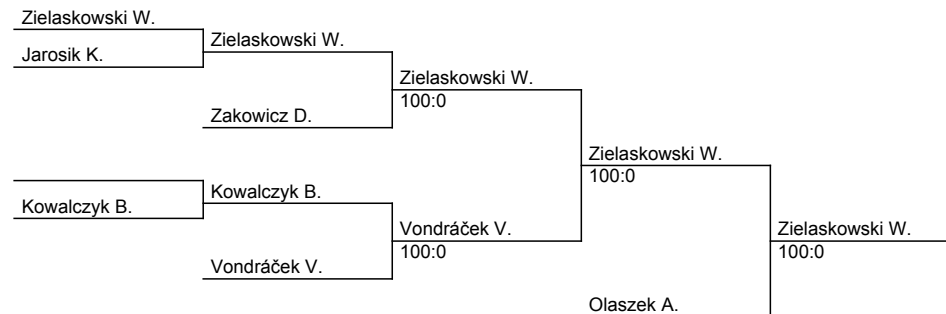 Zielaskowski W.
Jarosik K.
Zielaskowski W.
Zakowicz D.
Zielaskowski W.
100:0
Kowalczyk B.
Kowalczyk B.
Vondráček V.
Vondráček V.
100:0
Zielaskowski W.
100:0
Olaszek A.
Zielaskowski W.
100:0